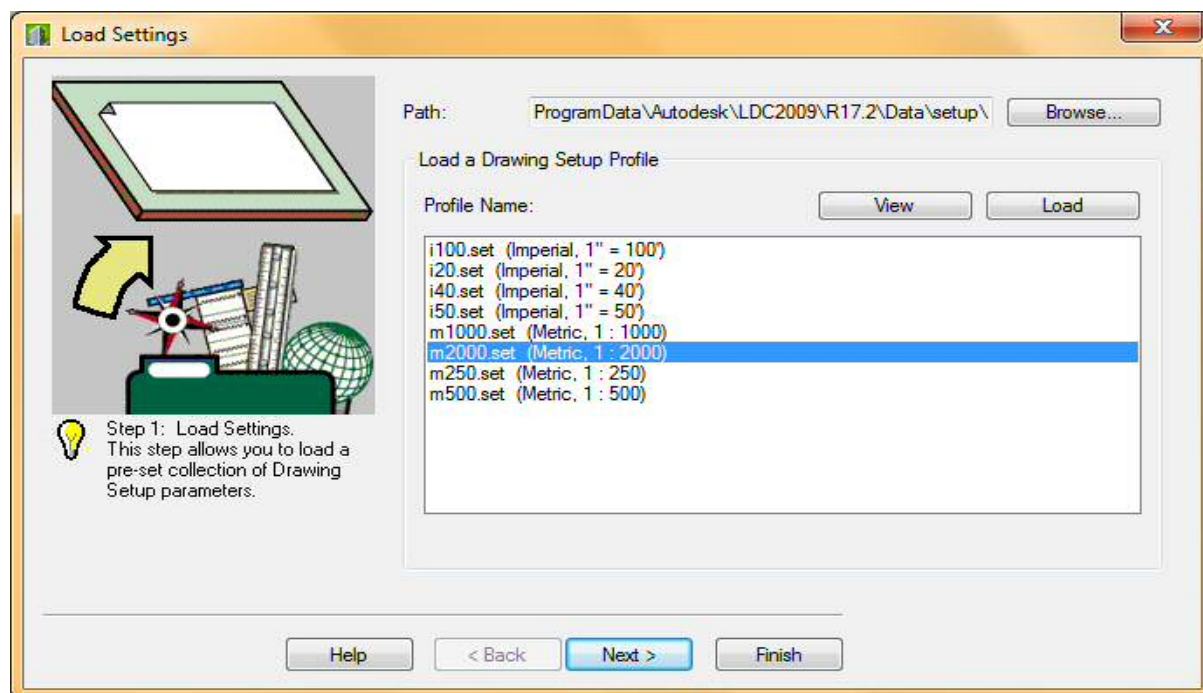 Load Settings
Path: ProgramData\Autodesk\LDC2009\R17.2\Data\setup\ Browse...
Load a Drawing Setup Profile
Profile Name: View Load
i100.set (Imperial, 1" = 100')
i20.set (Imperial, 1" = 20')
i40.set (Imperial, 1" = 40')
i50.set (Imperial, 1" = 50')
m1000.set (Metric, 1 : 1000)
m2000.set (Metric, 1 : 2000)
m250.set (Metric, 1 : 250)
m500.set (Metric, 1 : 500)
Step 1: Load Settings.
This step allows you to load a
pre-set collection of Drawing
Setup parameters.
Help < Back Next > Finish